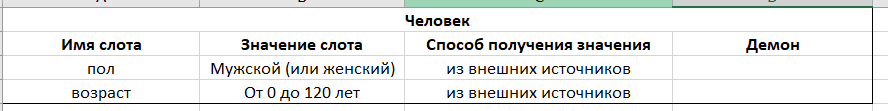 Человек
Имя слота Значение слота Способ получения значения Демон
пол Мужской (или женский) из внешних источников
возраст От 0 до 120 лет из внешних источников